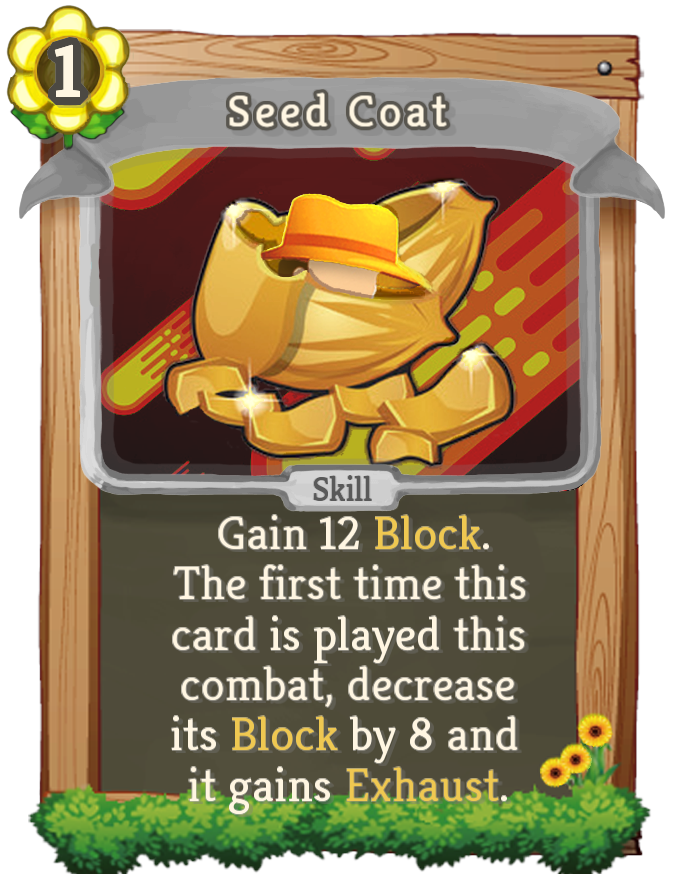 1
Seed Coat
Skill
Gain 12 Block.
The first time this
card is played this
combat, decrease
its Block by 8 and
it gains Exhaust.